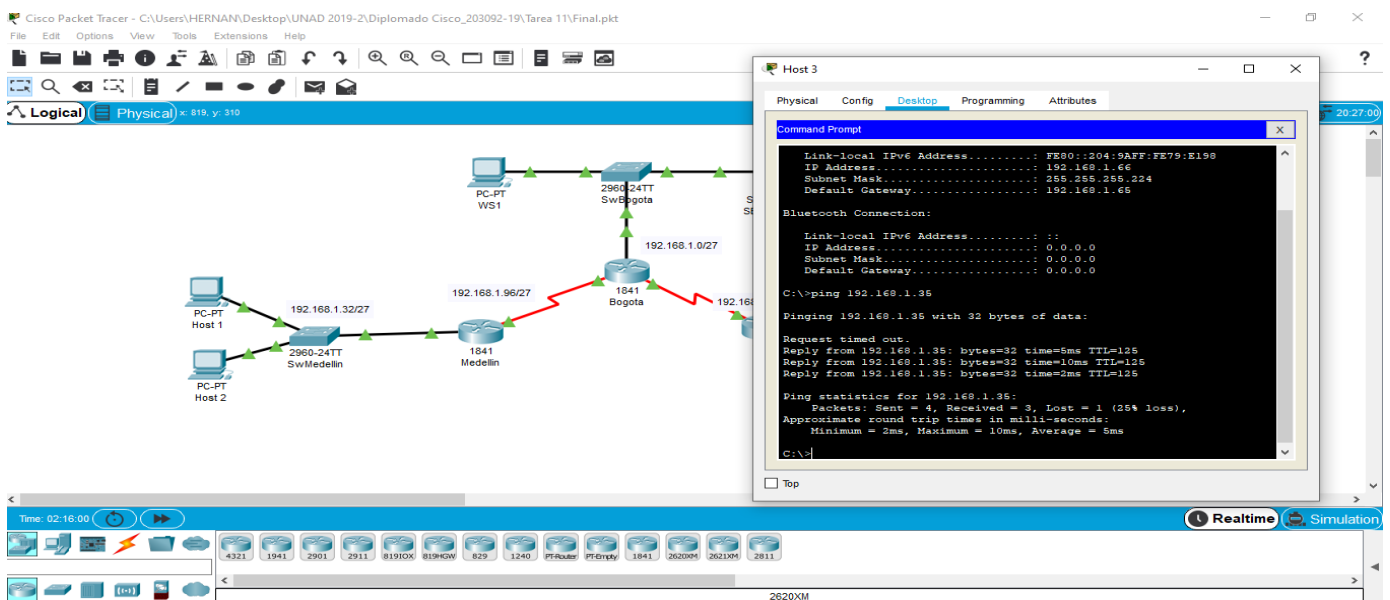 Cisco Packet Tracer - C:\Users\HERNAN\Desktop\UNAD 2019-2\Diplomado Cisco_203092-19\Tarea 11\Final.pkt
File Edit Options View Tools Extensions Help
?
Logical Physical x: 819, y: 310
20:27:00
PC-PT
WS1
2960-24TT
SwBogota
S
SE
192.168.1.0/27
1841
Bogota
192.168.1.96/27
192.168
PC-PT
Host 1
192.168.1.32/27
2960-24TT
SwMedellin
1841
Medellin
PC-PT
Host 2
Host 3
Physical Config Desktop Programming Attributes
Command Prompt X
Link-local IPv6 Address.........: FE80::204:9AFF:FE79:E198
IP Address......................: 192.168.1.66
Subnet Mask.....................: 255.255.255.224
Default Gateway.................: 192.168.1.65
Bluetooth Connection:
Link-local IPv6 Address.........: ::
IP Address......................: 0.0.0.0
Subnet Mask.....................: 0.0.0.0
Default Gateway.................: 0.0.0.0
C:\>ping 192.168.1.35
Pinging 192.168.1.35 with 32 bytes of data:
Request timed out.
Reply from 192.168.1.35: bytes=32 time=5ms TTL=125
Reply from 192.168.1.35: bytes=32 time=10ms TTL=125
Reply from 192.168.1.35: bytes=32 time=2ms TTL=125
Ping statistics for 192.168.1.35:
Packets: Sent = 4, Received = 3, Lost = 1 (25% loss),
Approximate round trip times in milli-seconds:
Minimum = 2ms, Maximum = 10ms, Average = 5ms
C:\>
Top
Time: 02:16:00
Realtime Simulation
4321 1941 2901 2911 819IOX 819HGW 829 1240 PT-Router PT-Empty 1841 2620XM 2621XM 2811
2620XM